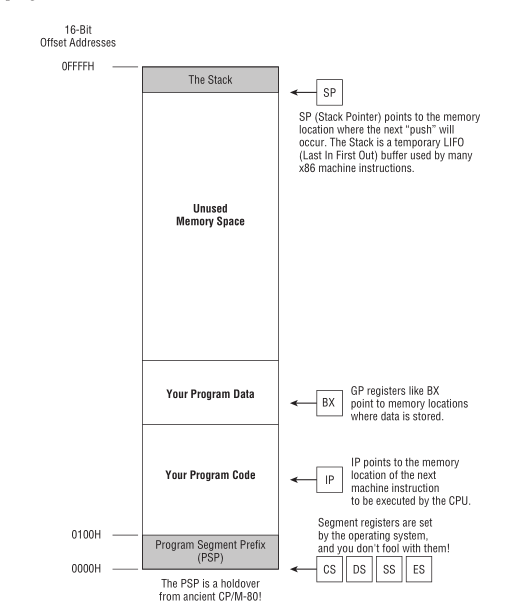 16-Bit
Offset Addresses
0FFFFH
The Stack
SP
SP (Stack Pointer) points to the memory
location where the next “push” will
occur. The Stack is a temporary LIFO
(Last In First Out) buffer used by many
x86 machine instructions.
Unused
Memory Space
Your Program Data
BX
GP registers like BX
point to memory locations
where data is stored.
Your Program Code
IP
IP points to the memory
location of the next
machine instruction
to be executed by the CPU.
0100H
Program Segment Prefix
(PSP)
0000H
Segment registers are set
by the operating system,
and you don't fool with them!
CS DS SS ES
The PSP is a holdover
from ancient CP/M-80!